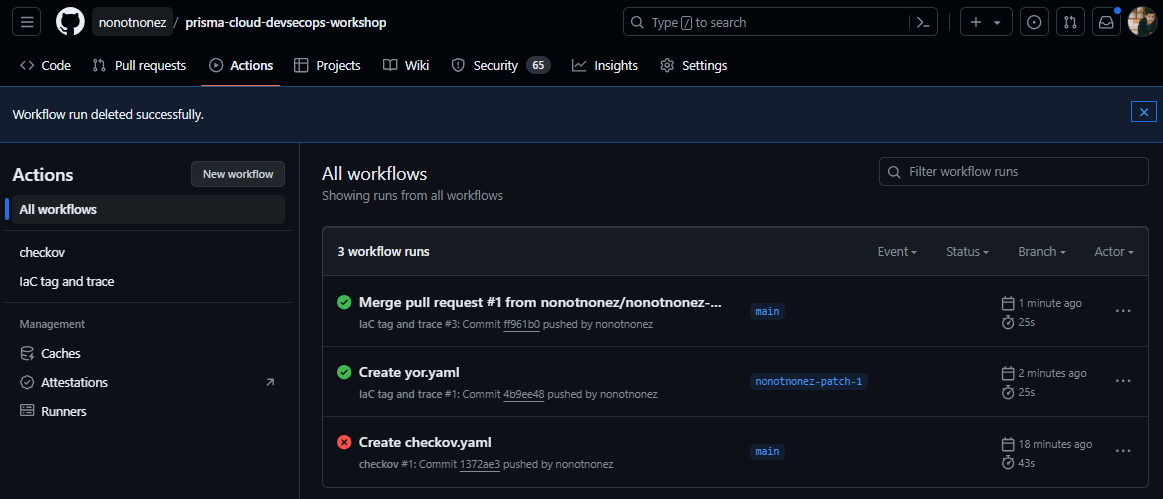 nonotnonez / prisma-cloud-devsecops-workshop
Type / to search
Code Pull requests Actions Projects Wiki Security 65 Insights Settings
Workflow run deleted successfully.
Actions
New workflow
All workflows
checkov
IaC tag and trace
Management
Caches
Attestations
Runners
All workflows
Showing runs from all workflows
Filter workflow runs
3 workflow runs
Event Status Branch Actor
Merge pull request #1 from nonotnonez/nonotnonez-...
IaC tag and trace #3: Commit ff961b0 pushed by nonotnonez
main
1 minute ago
25s
Create yor.yaml
IaC tag and trace #1: Commit 4b9ee48 pushed by nonotnonez
nonotnonez-patch-1
2 minutes ago
25s
Create checkov.yaml
checkov #1: Commit 1372ae3 pushed by nonotnonez
main
18 minutes ago
43s